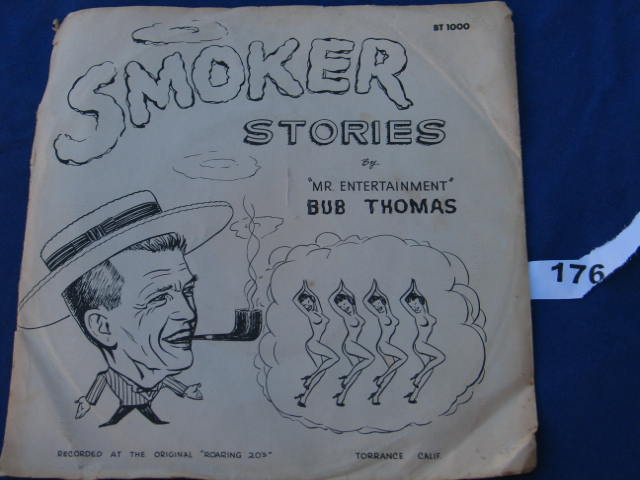 BT 1000
SMOKER
STORIES
By
"MR. ENTERTAINMENT"
BUB THOMAS
176
RECORDED AT THE ORIGINAL "ROARING 20's"
TORRANCE CALIF.